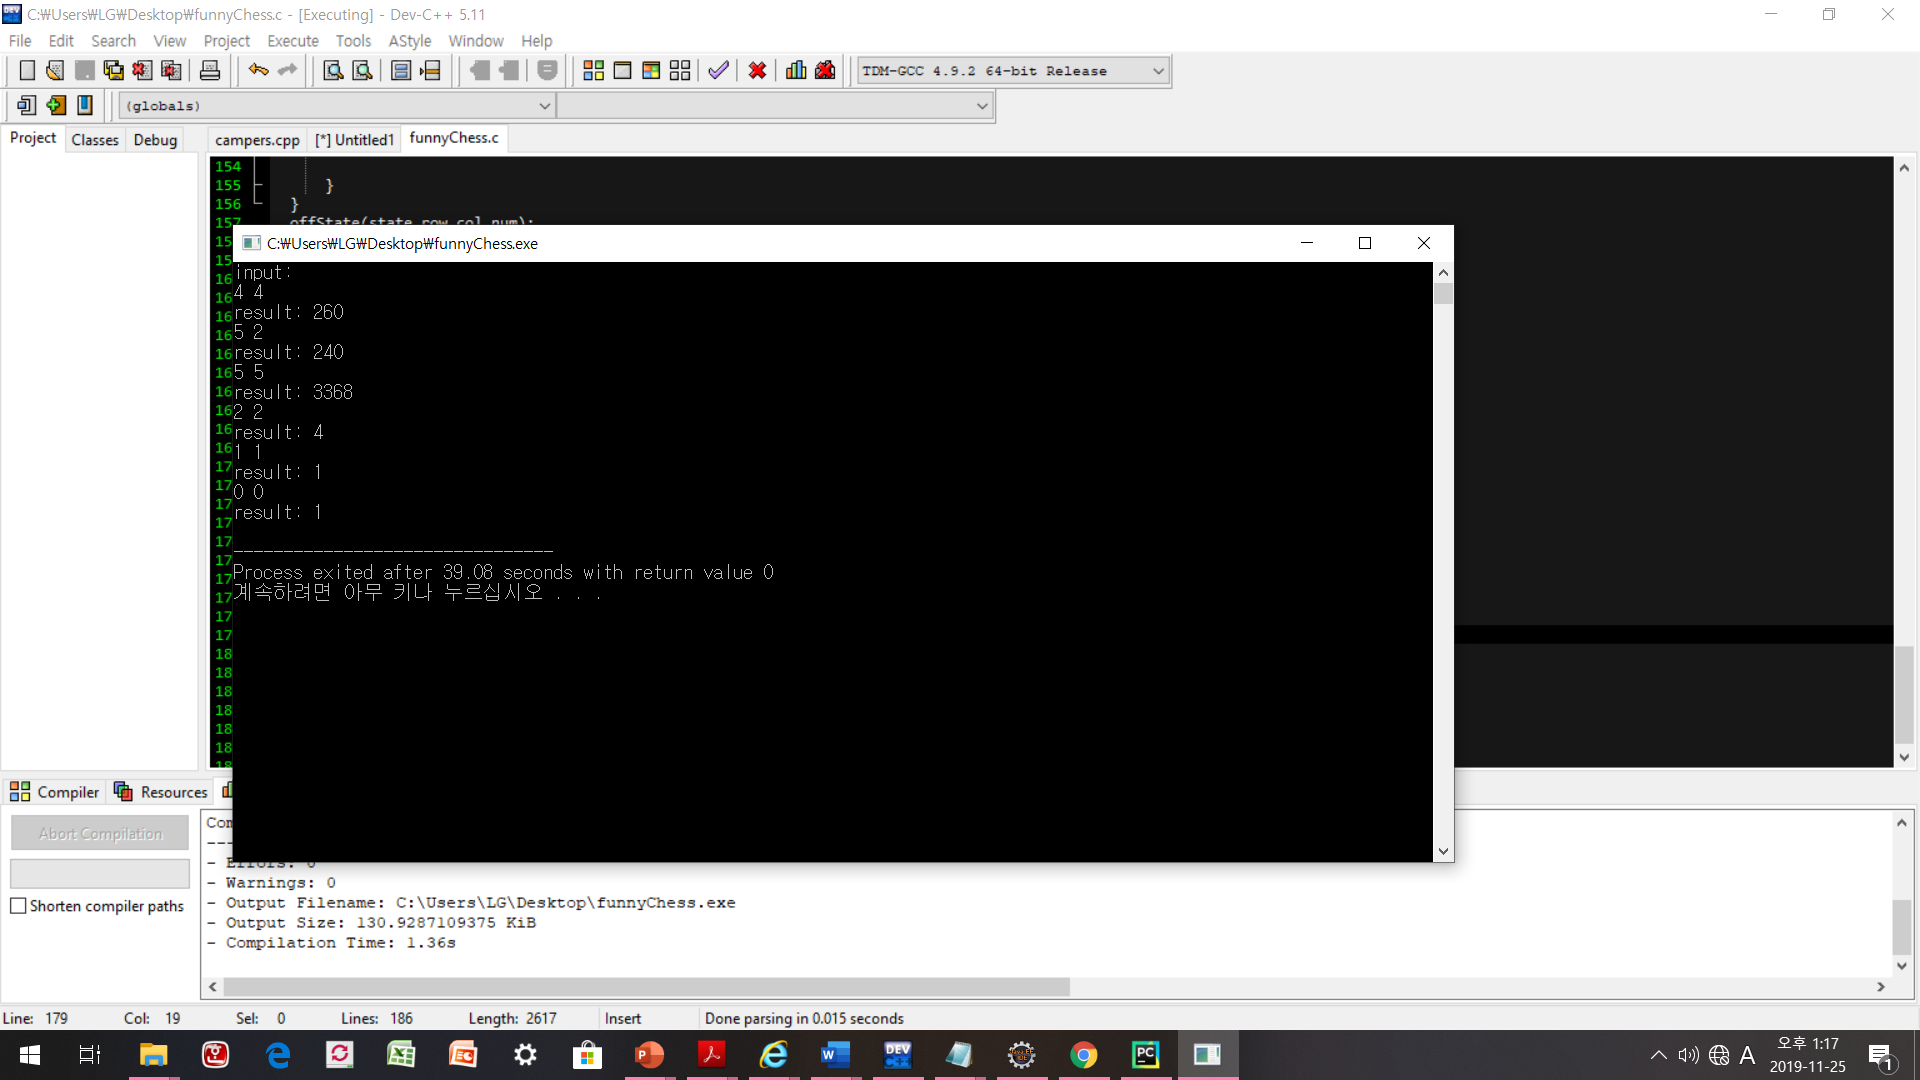 C:₩Users₩LG₩Desktop₩funnyChess.c - [Executing] - Dev-C++ 5.11
File Edit Search View Project Execute Tools AStyle Window Help
TDM-GCC 4.9.2 64-bit Release
(globals)
Project Classes Debug
campers.cpp [*] Untitled1 funnyChess.c
154
155 }
156 }
157 offState(state,row,col,num);
C:₩Users₩LG₩Desktop₩funnyChess.exe
input:
4 4
result: 260
5 2
result: 240
5 5
result: 3368
2 2
result: 4
1 1
result: 1
0 0
result: 1
--------------------------------
Process exited after 39.08 seconds with return value 0
계속하려면 아무 키나 누르십시오 . . .
Compiler Resources
Abort Compilation
Shorten compiler paths
- Errors: 0
- Warnings: 0
- Output Filename: C:\Users\LG\Desktop\funnyChess.exe
- Output Size: 130.9287109375 KiB
- Compilation Time: 1.36s
Line: 179 Col: 19 Sel: 0 Lines: 186 Length: 2617 Insert Done parsing in 0.015 seconds
A 오후 1:17
2019-11-25
1